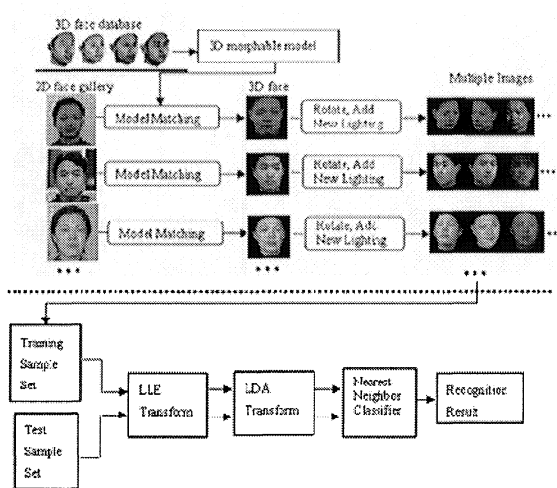 3D face database
3D morphable model
2D face gallery
3D face
Multiple Images
Model Matching
Rotate, Add
New Lighting
...
Model Matching
Rotate, Add
New Lighting
...
Model Matching
Rotate, Add
New Lighting
...
...
...
...
Training
Sample
Set
LLE
Transform
LDA
Transform
Nearest
Neighbor
Classifier
Recognition
Result
Test
Sample
Set